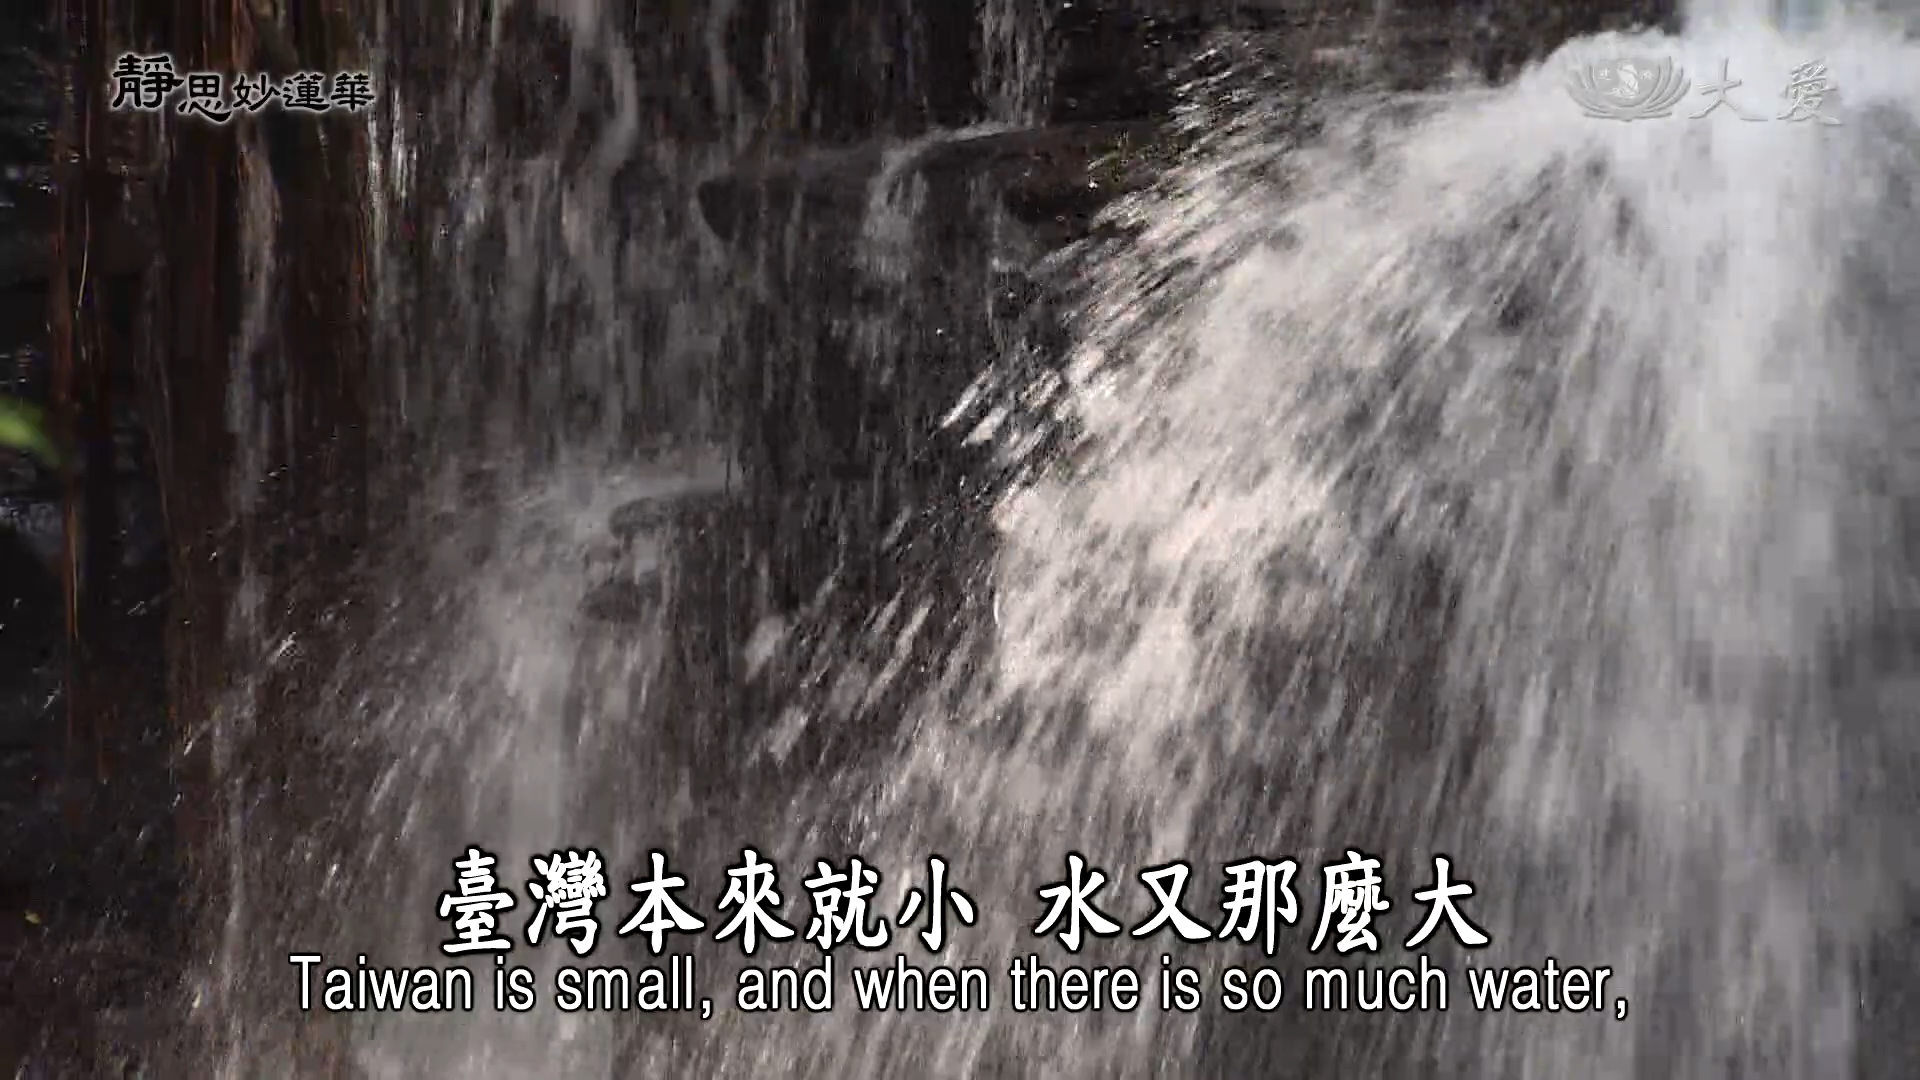 靜思妙蓮華
大愛
臺灣本來就小 水又那麼大
Taiwan is small, and when there is so much water,